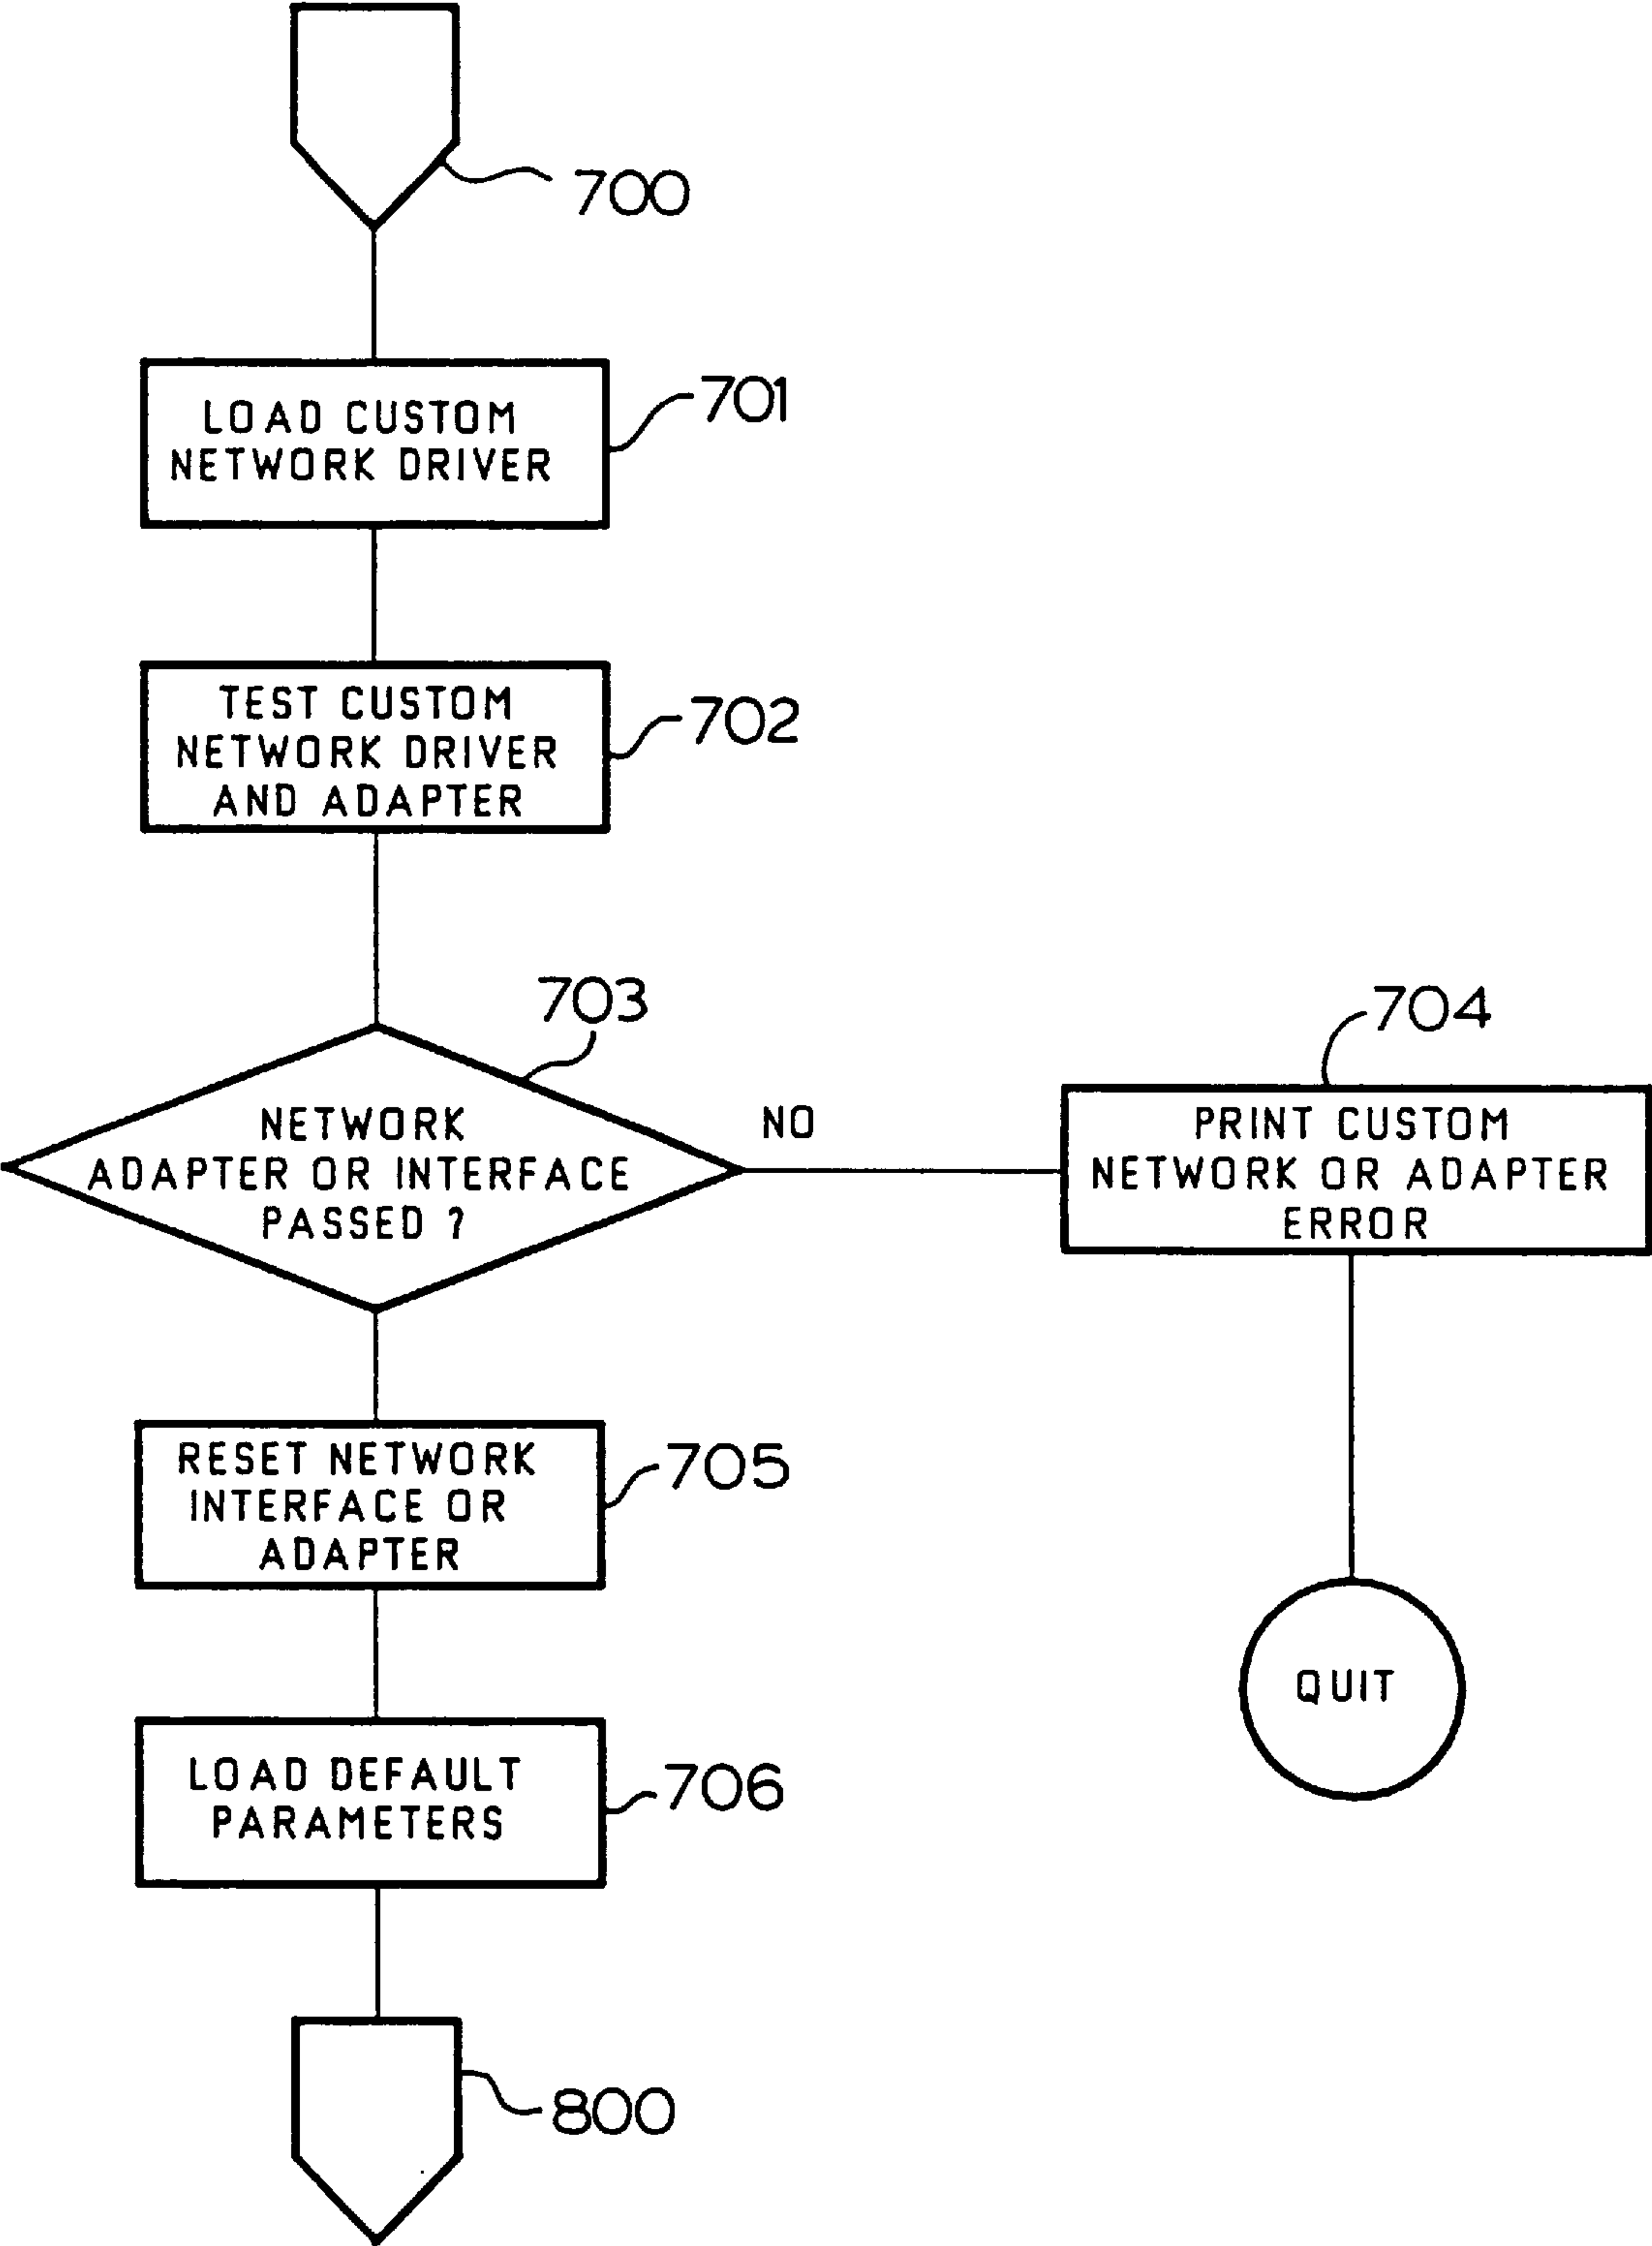 700
LOAD CUSTOM
NETWORK DRIVER
701
TEST CUSTOM
NETWORK DRIVER
AND ADAPTER
702
703
NETWORK
ADAPTER OR INTERFACE
PASSED ?
NO
704
PRINT CUSTOM
NETWORK OR ADAPTER
ERROR
RESET NETWORK
INTERFACE OR
ADAPTER
705
QUIT
LOAD DEFAULT
PARAMETERS
706
800